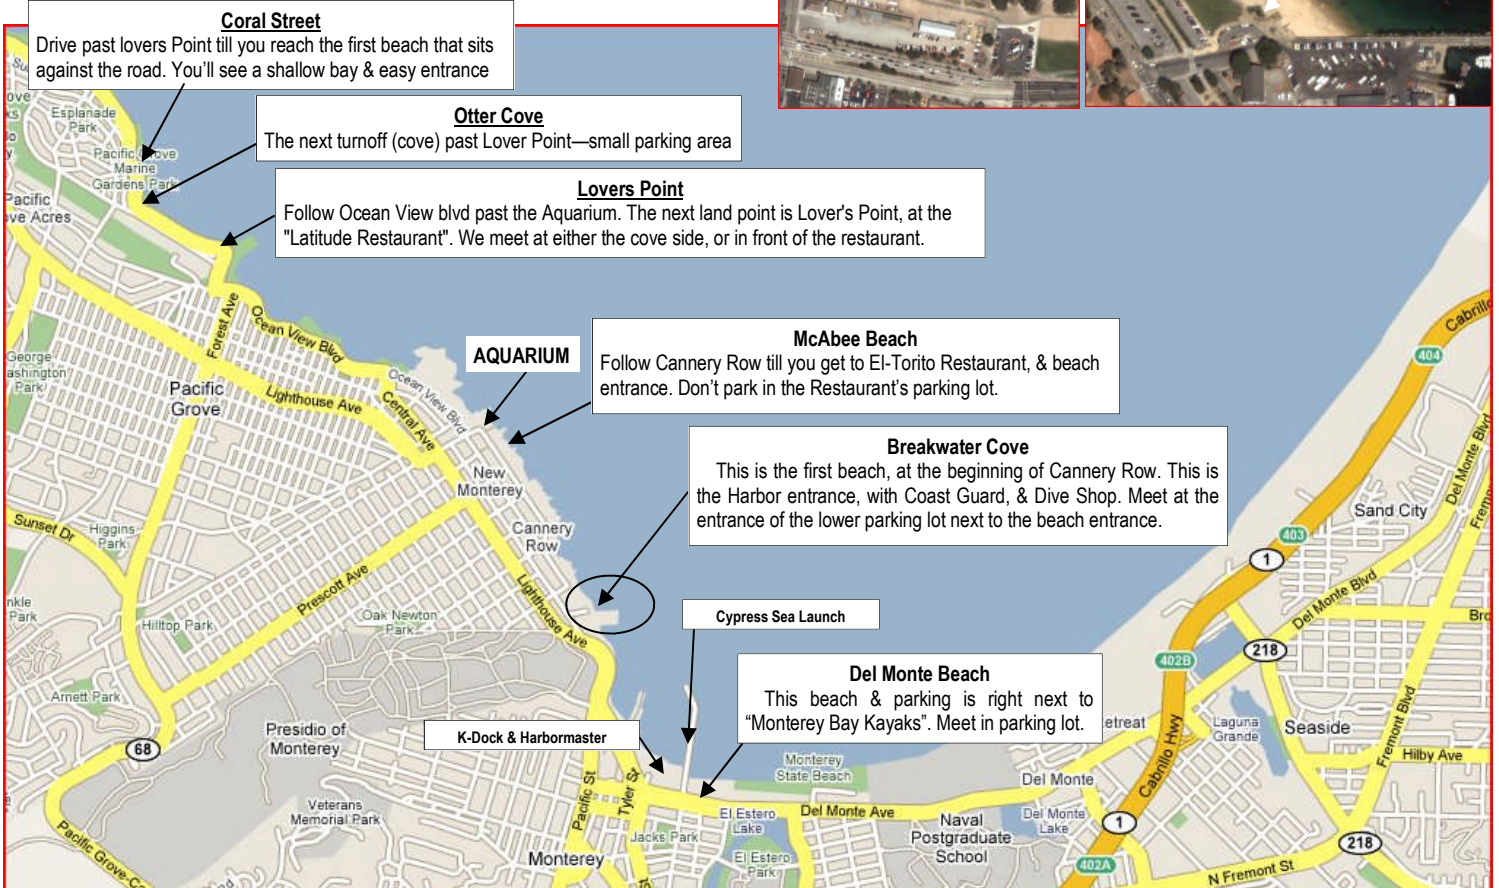 Coral Street
Drive past lovers Point till you reach the first beach that sits
against the road. You’ll see a shallow bay & easy entrance
Otter Cove
The next turnoff (cove) past Lover Point—small parking area
Lovers Point
Follow Ocean View blvd past the Aquarium. The next land point is Lover's Point, at the
"Latitude Restaurant". We meet at either the cove side, or in front of the restaurant.
Esplanade
Park
Pacific Grove
Marine
Gardens Park
Pacific
Forest Ave
Ocean View Blvd
AQUARIUM
McAbee Beach
Follow Cannery Row till you get to El-Torito Restaurant, & beach
entrance. Don’t park in the Restaurant’s parking lot.
Breakwater Cove
This is the first beach, at the beginning of Cannery Row. This is
the Harbor entrance, with Coast Guard, & Dive Shop. Meet at the
entrance of the lower parking lot next to the beach entrance.
George
Park
Pacific
Grove
Lighthouse Ave
Ocean View Blvd
Central Ave
New
Monterey
Cannery
Row
Sunset Dr
Higgins
Park
Prescott Ave
Lighthouse Ave
Hilltop Park
Oak Newton
Park
Park
Arnett Park
Cypress Sea Launch
Del Monte Beach
This beach & parking is right next to
“Monterey Bay Kayaks”. Meet in parking lot.
K-Dock & Harbormaster
Presidio of
Monterey
68
Veterans
Memorial Park
Pacific St
Tyler St
Jacks Park
Monterey
El Estero
Lake
El Estero
Park
Monterey
State Beach
Del Monte Ave
Naval
Postgraduate
School
Del Monte
Del Monte
Lake
Cabrillo Hwy
1
402A
402B
403
1
404
218
Laguna
Grande
Seaside
Sand City
Del Monte Blvd
Del Monte Blvd
Fremont Blvd
Hilby Ave
218
N Fremont St